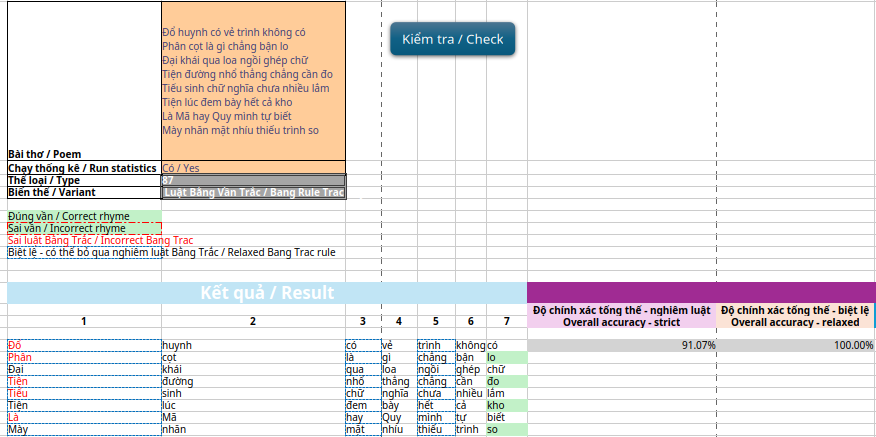 Đồ huynh có vẻ trình không có
Phân cọt là gì chẳng bận lo
Đại khái qua loa ngồi ghép chữ
Tiện đường nhổ thẳng chẳng cần đo
Tiểu sinh chữ nghĩa chưa nhiều lắm
Tiện lúc đem bày hết cả kho
Là Mã hay Quy mình tự biết
Mày nhăn mặt nhíu thiếu trình so
Kiểm tra / Check
Bài thơ / Poem
Chạy thống kê / Run statistics Có / Yes
Thể loại / Type 87
Biến thể / Variant Luật Bằng Vần Trắc / Bang Rule Trac
Đúng vần / Correct rhyme
Sai vần / Incorrect rhyme
Sai luật Bằng Trắc / Incorrect Bang Trac
Biệt lệ - có thể bỏ qua nghiêm luật Bằng Trắc / Relaxed Bang Trac rule
Kết quả / Result
1 2 3 4 5 6 7 Độ chính xác tổng thể - nghiêm luật Độ chính xác tổng thể - biệt lệ
Overall accuracy - strict Overall accuracy - relaxed
Đồ huynh có vẻ trình không có 91.07% 100.00%
Phân cọt là gì chẳng bận lo
Đại khái qua loa ngồi ghép chữ
Tiện đường nhổ thẳng chẳng cần đo
Tiểu sinh chữ nghĩa chưa nhiều lắm
Tiện lúc đem bày hết cả kho
Là Mã hay Quy mình tự biết
Mày nhăn mặt nhíu thiếu trình so